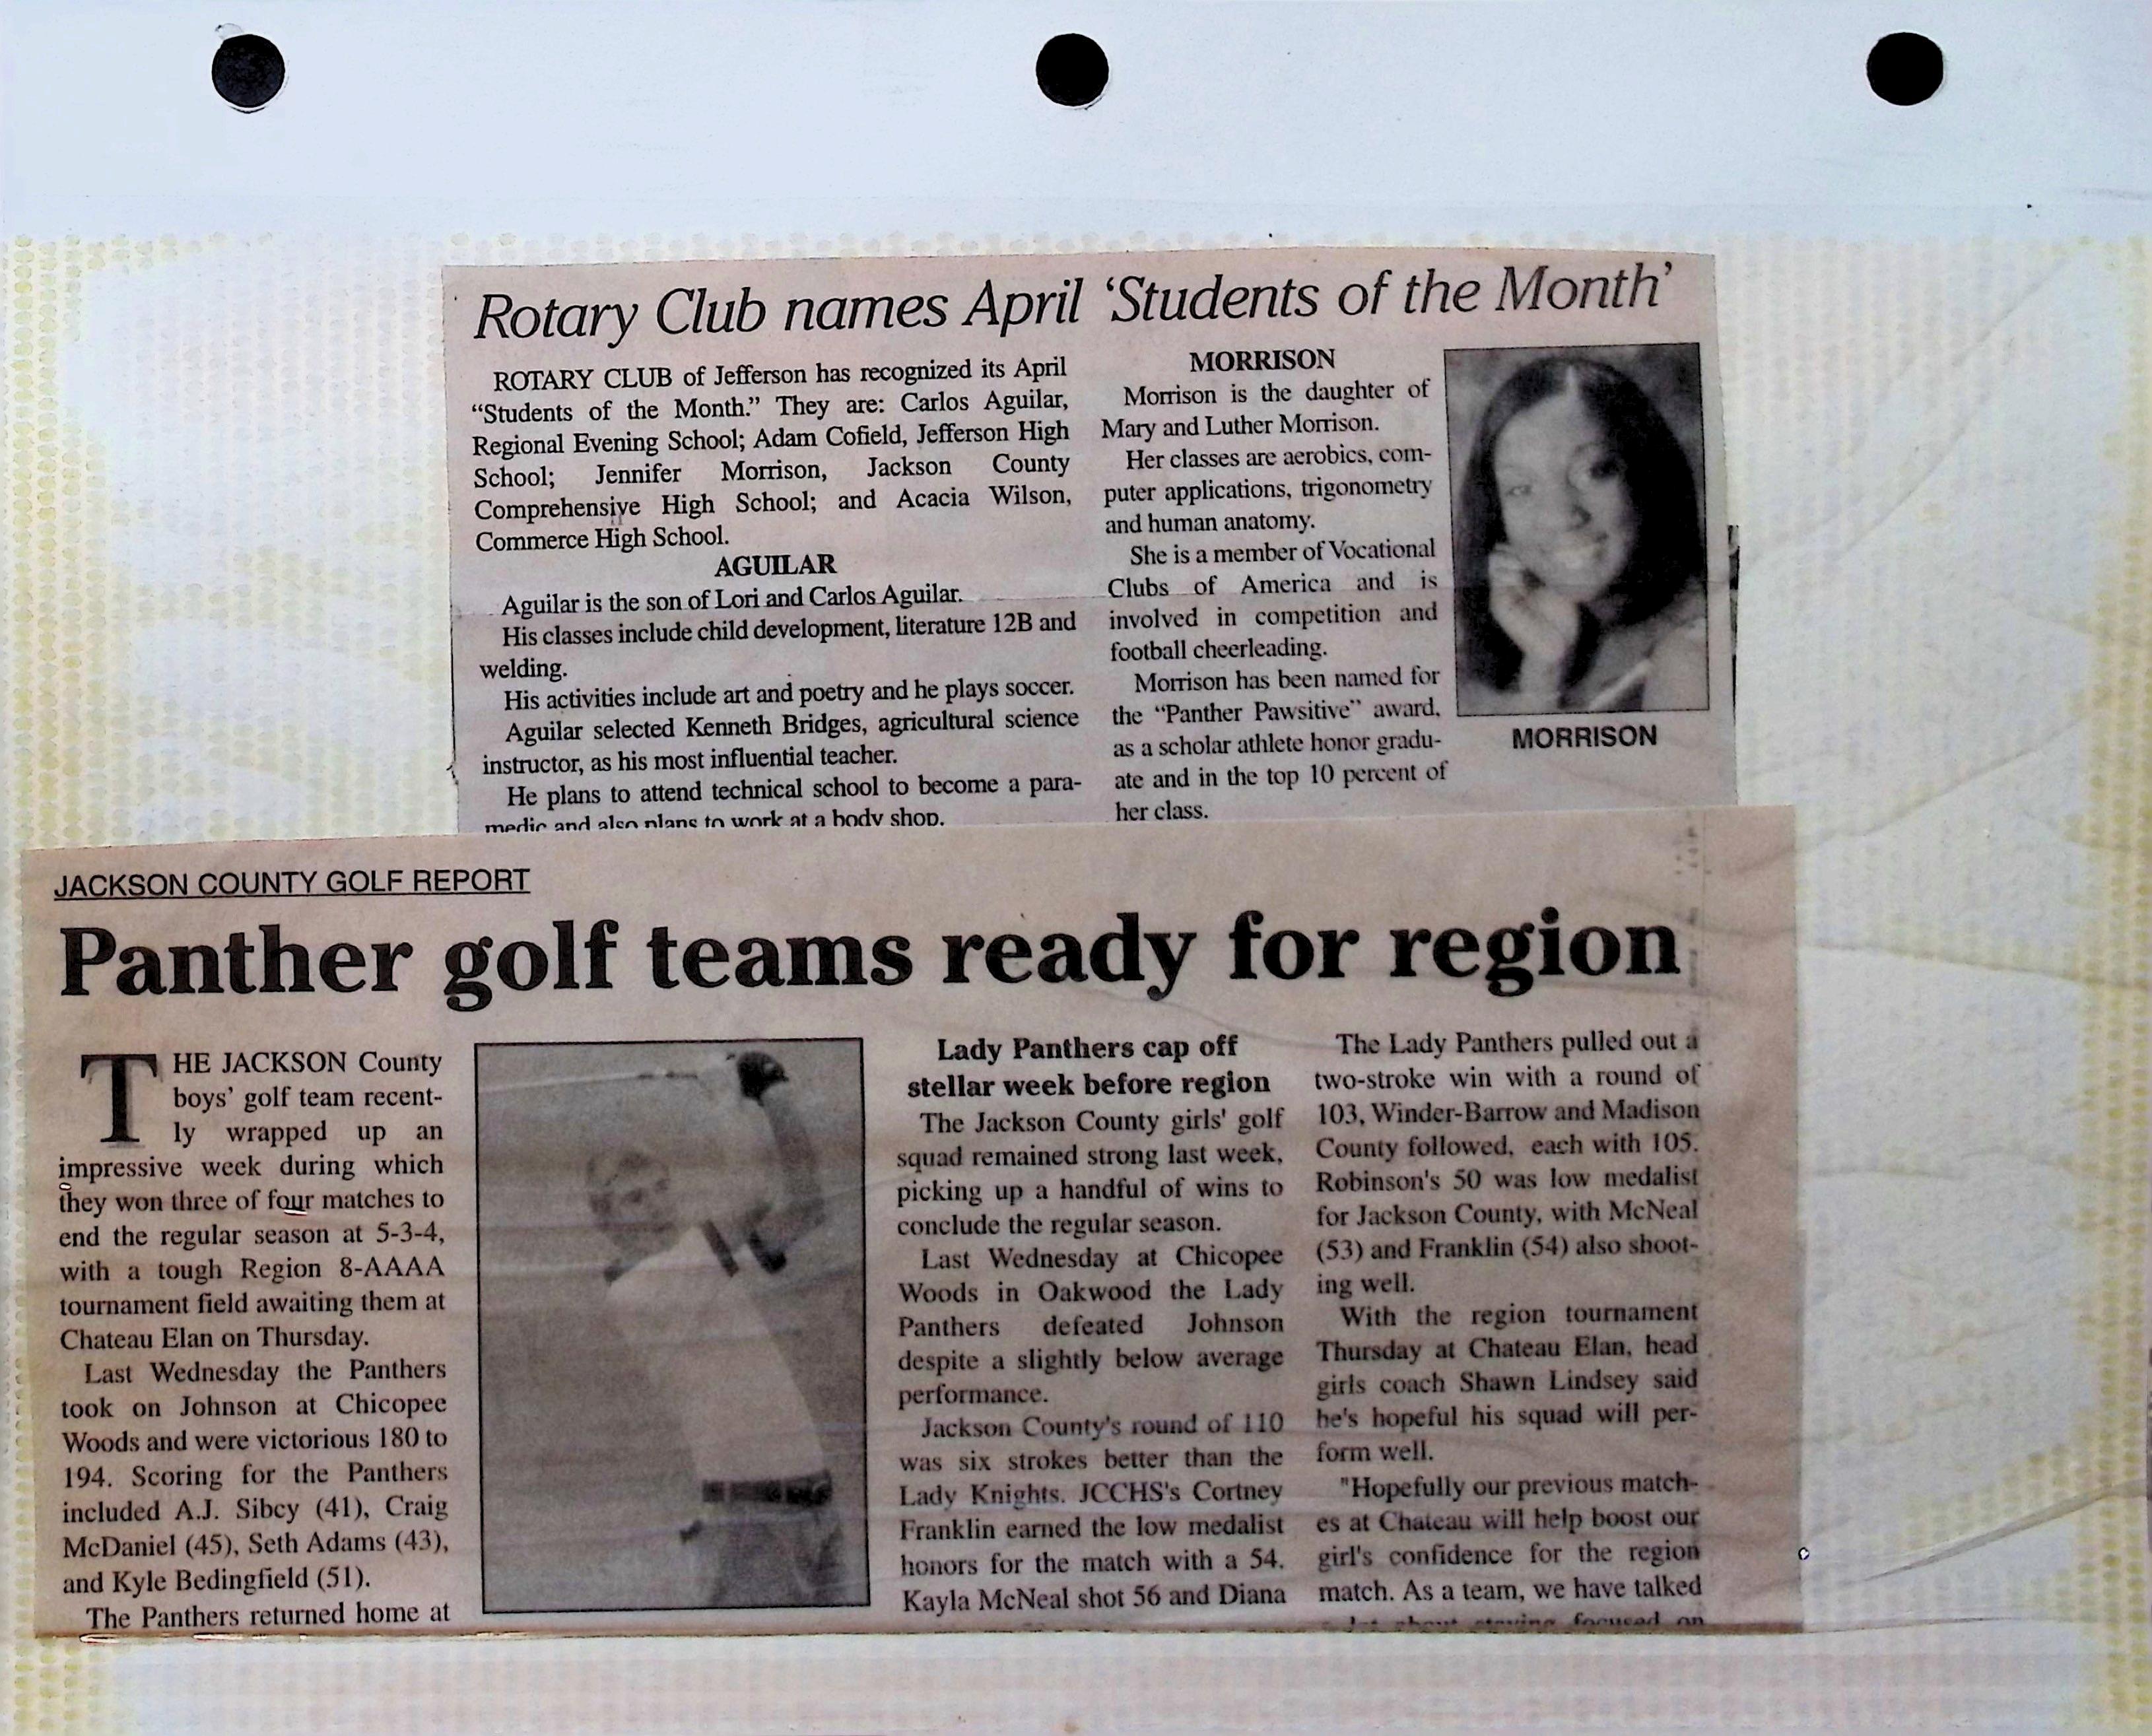 Rotary Club names April ‘Students of the Month’
ROTARY CLUB of Jefferson has recognized its April
“Students of the Month.” They are: Carlos Aguilar,
Regional Evening School; Adam Cofield, Jefferson High
School; Jennifer Morrison, Jackson County
Comprehensive High School; and Acacia Wilson,
Commerce High School.
AGUILAR
Aguilar is the son of Lori and Carlos Aguilar.
His classes include child development, literature 12B and
welding.
His activities include art and poetry and he plays soccer.
Aguilar selected Kenneth Bridges, agricultural science
instructor, as his most influential teacher.
He plans to attend technical school to become a para-
medic and also plans to work at a body shop.
MORRISON
Morrison is the daughter of
Mary and Luther Morrison.
Her classes are aerobics, com-
puter applications, trigonometry
and human anatomy.
She is a member of Vocational
Clubs of America and is
involved in competition and
football cheerleading.
Morrison has been named for
the “Panther Pawsitive” award,
as a scholar athlete honor gradu-
ate and in the top 10 percent of
her class.
MORRISON
JACKSON COUNTY GOLF REPORT
Panther golf teams ready for region
THE JACKSON County
boys’ golf team recent-
ly wrapped up an
impressive week during which
they won three of four matches to
end the regular season at 5-3-4,
with a tough Region 8-AAAA
tournament field awaiting them at
Chateau Elan on Thursday.
Last Wednesday the Panthers
took on Johnson at Chicopee
Woods and were victorious 180 to
194. Scoring for the Panthers
included A.J. Sibcy (41), Craig
McDaniel (45), Seth Adams (43),
and Kyle Bedingfield (51).
The Panthers returned home at
Lady Panthers cap off
stellar week before region
The Jackson County girls' golf
squad remained strong last week,
picking up a handful of wins to
conclude the regular season.
Last Wednesday at Chicopee
Woods in Oakwood the Lady
Panthers defeated Johnson
despite a slightly below average
performance.
Jackson County's round of 110
was six strokes better than the
Lady Knights. JCCHS's Cortney
Franklin earned the low medalist
honors for the match with a 54.
Kayla McNeal shot 56 and Diana
The Lady Panthers pulled out a
two-stroke win with a round of
103, Winder-Barrow and Madison
County followed, each with 105.
Robinson's 50 was low medalist
for Jackson County, with McNeal
(53) and Franklin (54) also shoot-
ing well.
With the region tournament
Thursday at Chateau Elan, head
girls coach Shawn Lindsey said
he's hopeful his squad will per-
form well.
"Hopefully our previous match-
es at Chateau will help boost our
girl's confidence for the region
match. As a team, we have talked
lot about staying focused on